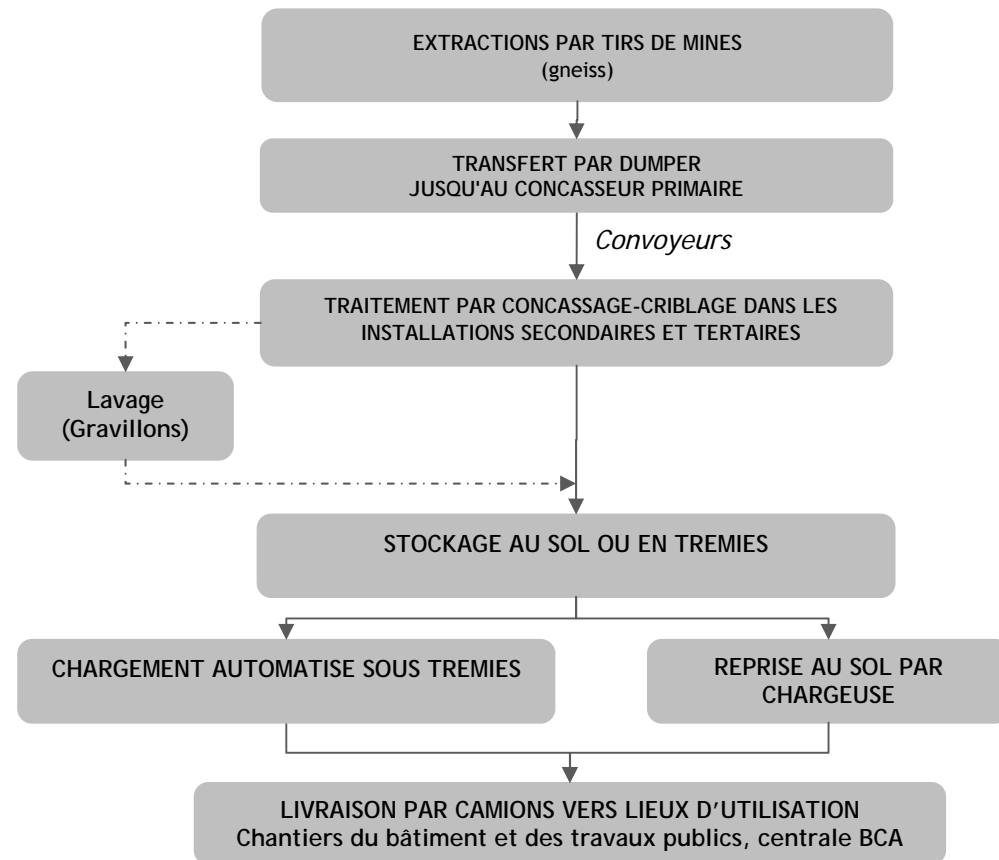 EXTRACTIONS PAR TIRS DE MINES
(gneiss)
TRANSFERT PAR DUMPER
JUSQU'AU CONCASSEUR PRIMAIRE
Convoyeurs
TRAITEMENT PAR CONCASSAGE-CRIBLAGE DANS LES
INSTALLATIONS SECONDAIRES ET TERTAIRES
Lavage
(Gravillons)
STOCKAGE AU SOL OU EN TREMIES
CHARGEMENT AUTOMATISE SOUS TREMIES
REPRISE AU SOL PAR
CHARGEUSE
LIVRAISON PAR CAMIONS VERS LIEUX D’UTILISATION
Chantiers du bâtiment et des travaux publics, centrale BCA